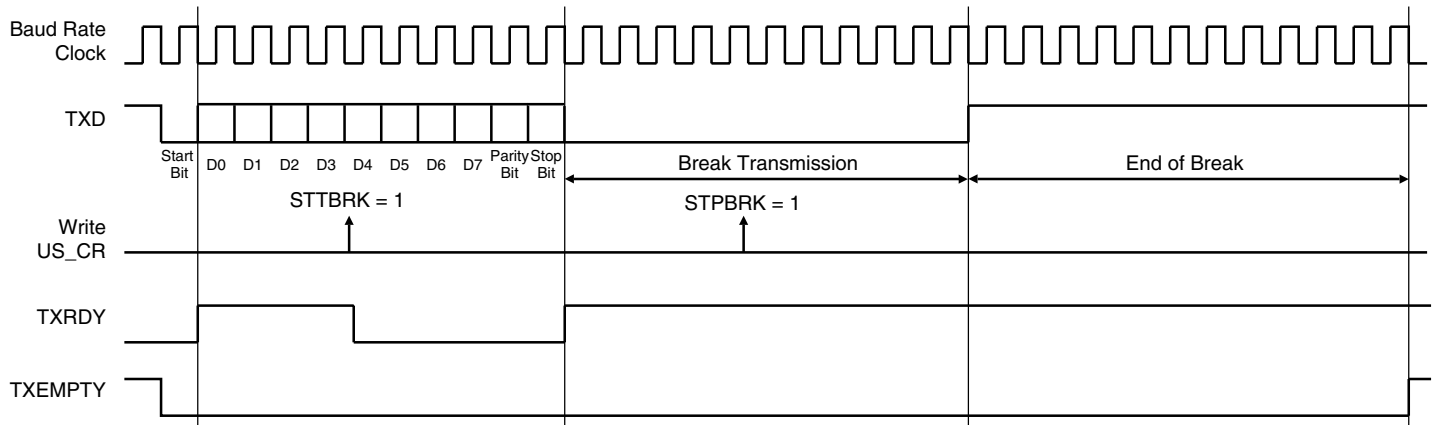 Baud Rate
Clock
TXD
Start
Bit
D0
D1
D2
D3
D4
D5
D6
D7
Parity
Bit
Stop
Bit
Break Transmission
End of Break
STTBRK = 1
STPBRK = 1
Write
US_CR
TXRDY
TXEMPTY